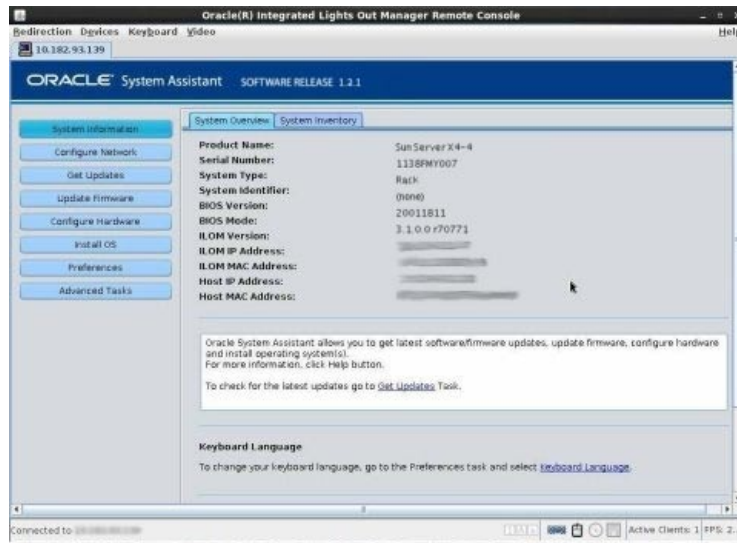 Oracle(R) Integrated Lights Out Manager Remote Console
Redirection Devices Keyboard Video Help
10.182.93.139
ORACLE System Assistant SOFTWARE RELEASE 1.2.1
System Information
Configure Network
Get Updates
Update Firmware
Configure Hardware
Install OS
Preferences
Advanced Tasks
System Overview System Inventory
Product Name: Sun Server X4-4
Serial Number: 1138FMY007
System Type: Rack
System Identifier: (none)
BIOS Version: 20011811
BIOS Mode:
ILOM Version: 3.1.0.0 r70771
ILOM IP Address:
ILOM MAC Address:
Host IP Address:
Host MAC Address:
Oracle System Assistant allows you to get latest software/firmware updates, update firmware, configure hardware
and install operating system(s).
For more information, click Help button.
To check for the latest updates go to Get Updates Task.
Keyboard Language
To change your keyboard language, go to the Preferences task and select Keyboard Language.
Connected to
Active Clients: 1 FPS: 2.